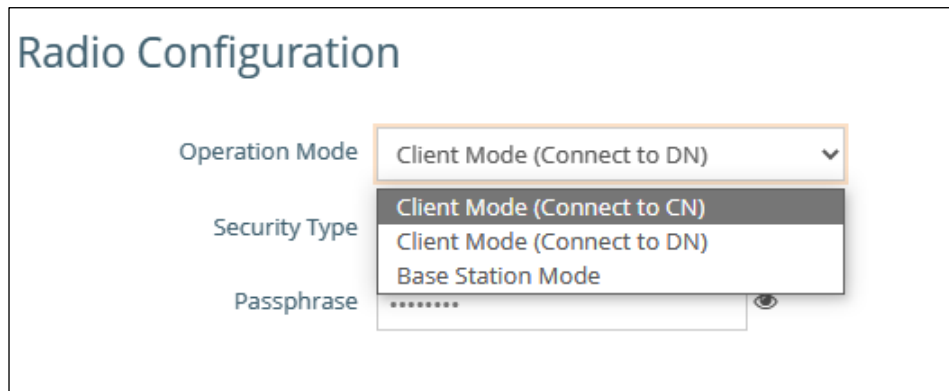 Radio Configuration
Operation Mode Client Mode (Connect to DN)
Client Mode (Connect to CN)
Security Type
Client Mode (Connect to DN)
Base Station Mode
Passphrase ••••••••